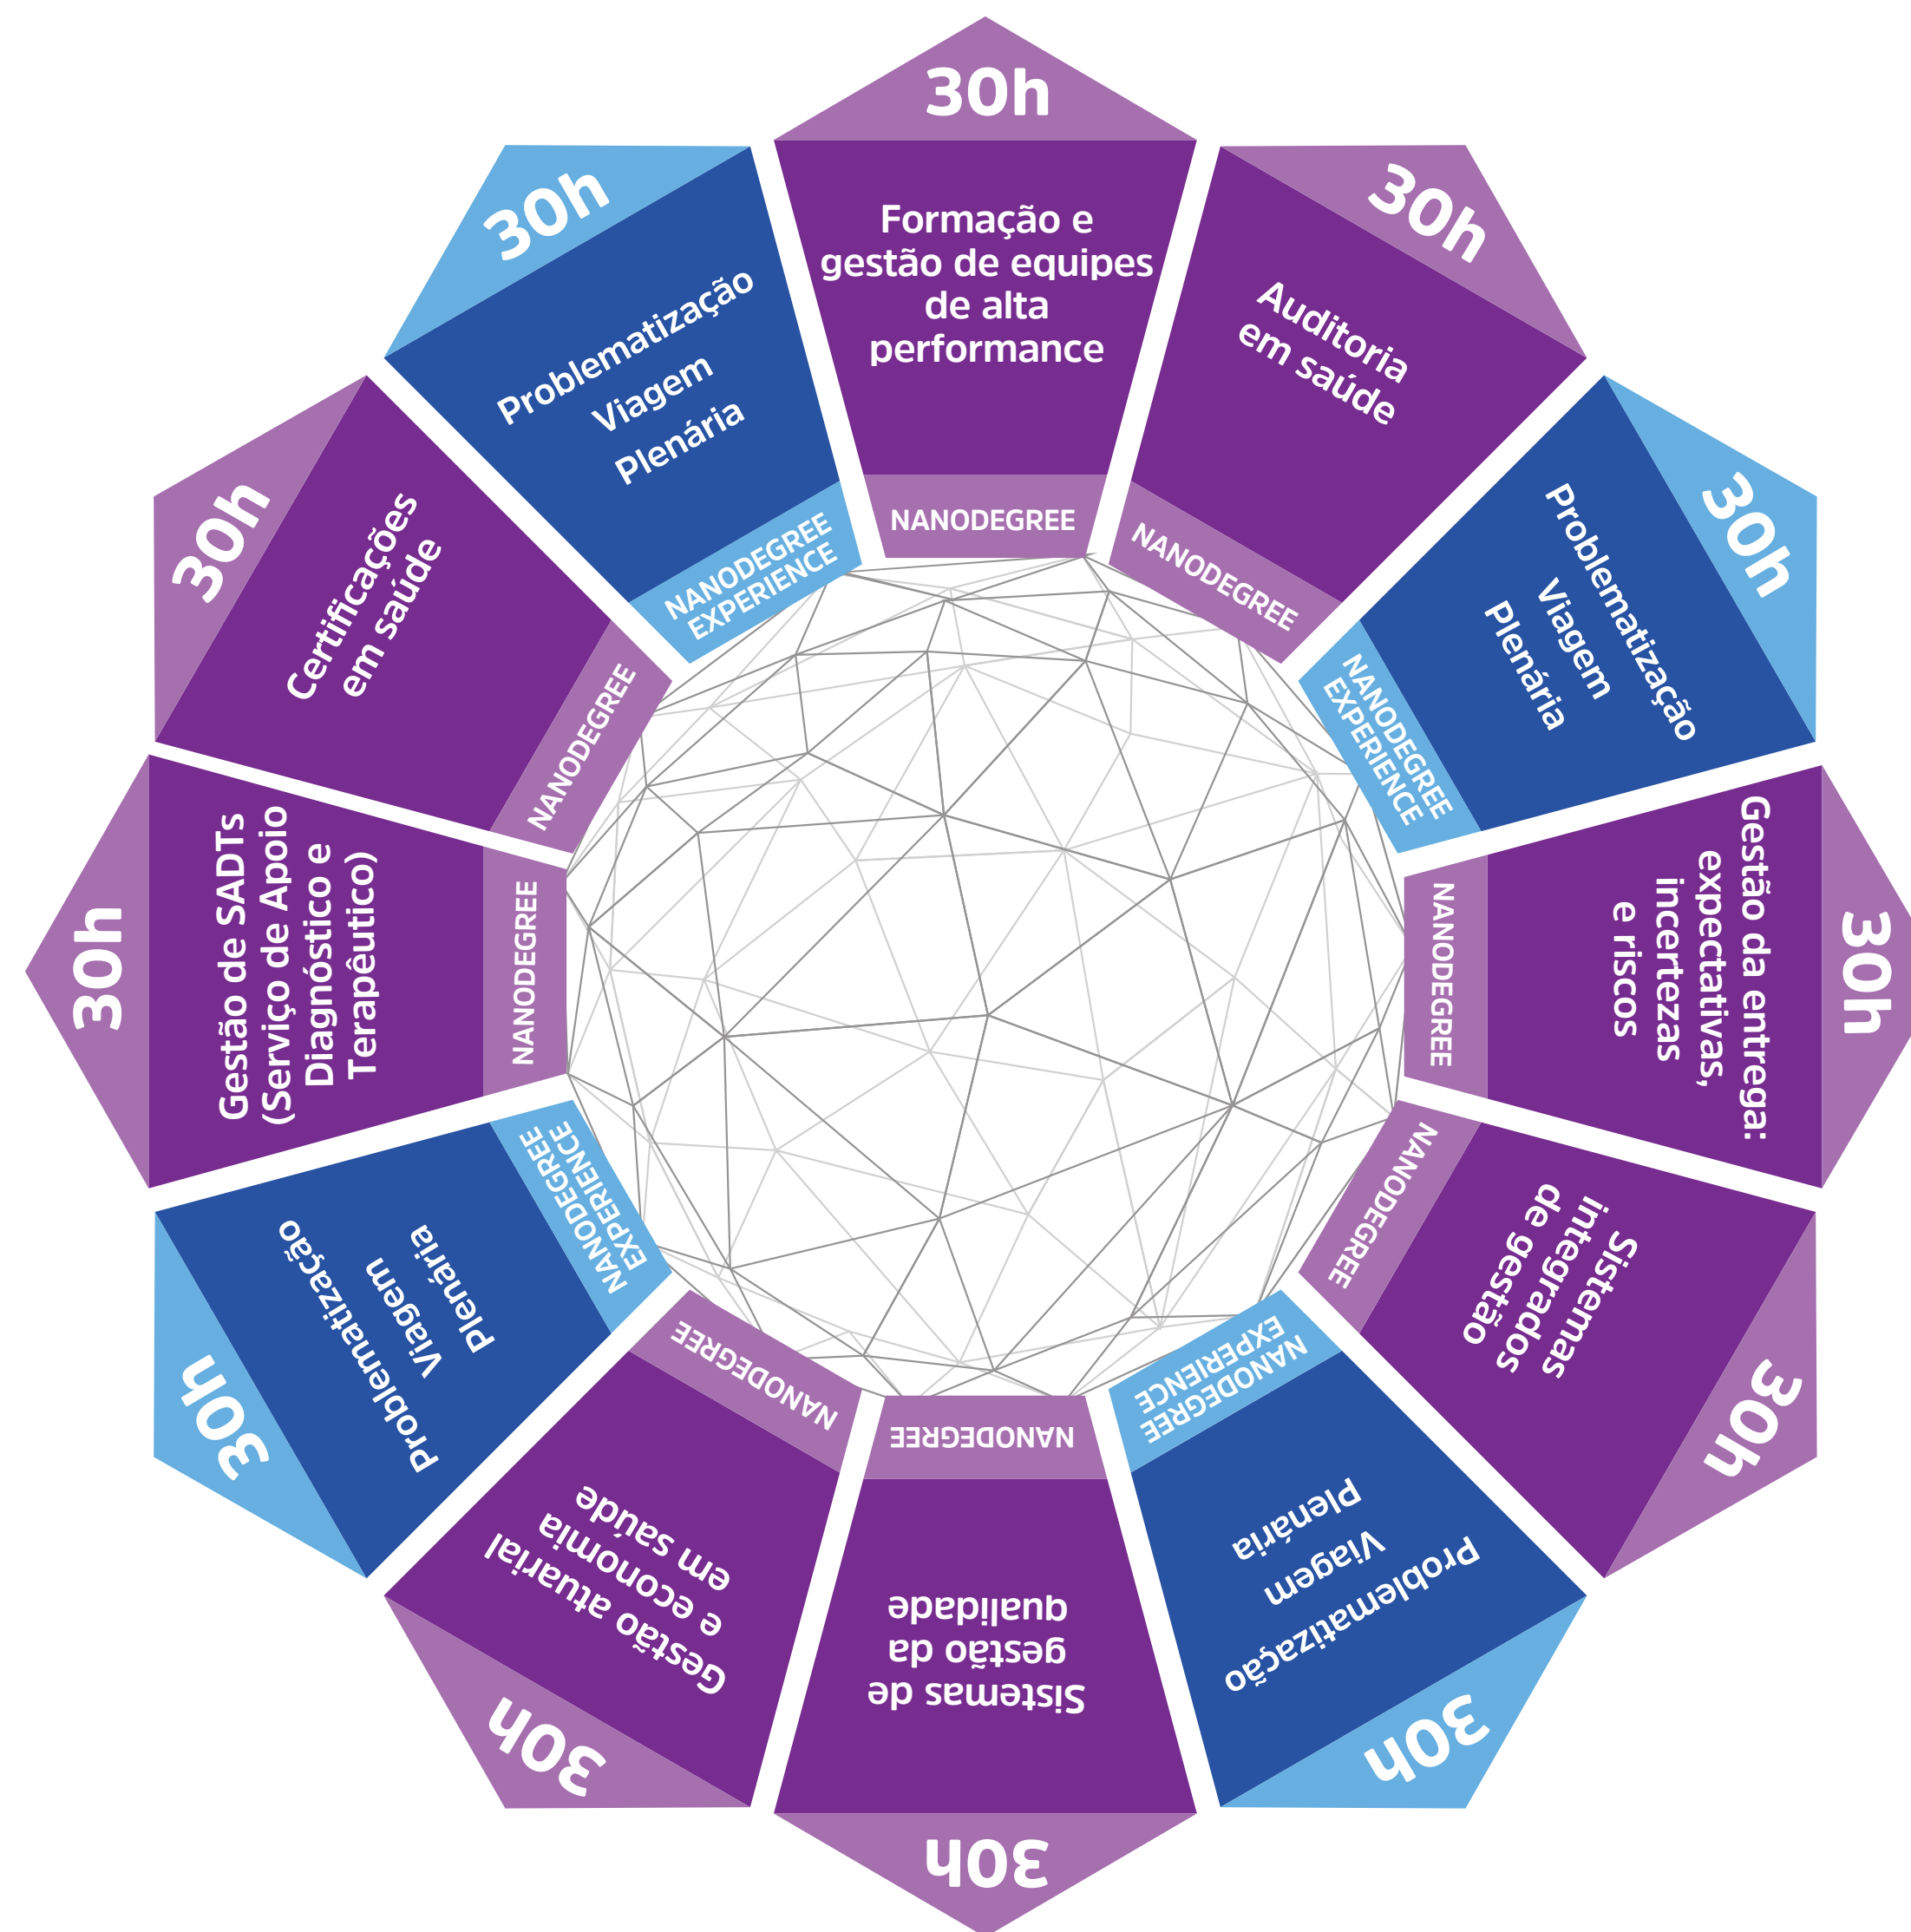 30h
Formação e
gestão de equipes
de alta
performance
NANODEGREE
30h
Auditoria
em saúde
NANODEGREE
30h
Problematização
Viagem
Plenária
NANODEGREE
EXPERIENCE
30h
Gestão da entrega:
expectativas,
incertezas
e riscos
NANODEGREE
30h
Sistemas
integrados
de gestão
NANODEGREE
30h
Problematização
Viagem
Plenária
NANODEGREE
EXPERIENCE
30h
Sistemas de
gestão da
qualidade
NANODEGREE
30h
Gestão atuarial
e economia
em saúde
NANODEGREE
30h
Problematização
Viagem
Plenária
NANODEGREE
EXPERIENCE
30h
Gestão de SADTs
(Serviço de Apoio
Diagnóstico e
Terapêutico)
NANODEGREE
30h
Certificações
em saúde
NANODEGREE
30h
Problematização
Viagem
Plenária
NANODEGREE
EXPERIENCE